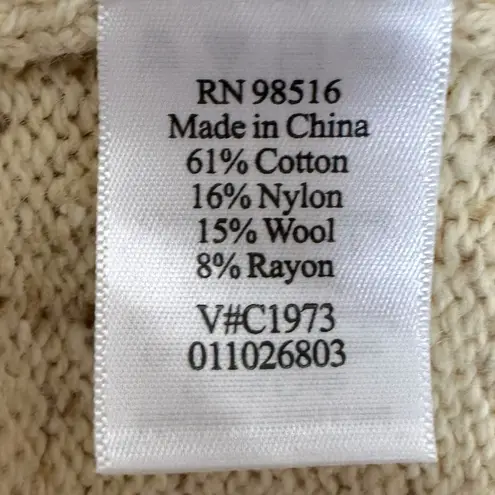 RN 98516
Made in China
61% Cotton
16% Nylon
15% Wool
8% Rayon
V#C1973
011026803